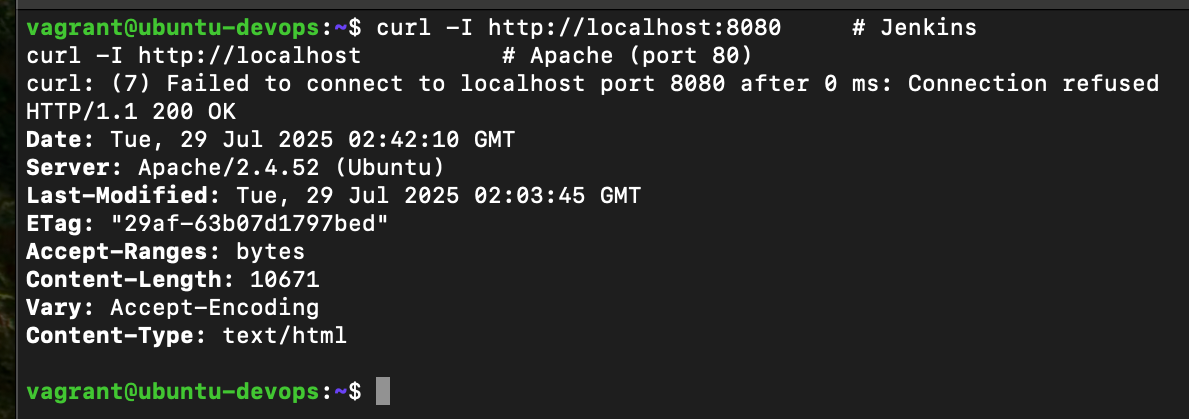 vagrant@ubuntu-devops:~$ curl -I http://localhost:8080     # Jenkins
curl -I http://localhost          # Apache (port 80)
curl: (7) Failed to connect to localhost port 8080 after 0 ms: Connection refused
HTTP/1.1 200 OK
Date: Tue, 29 Jul 2025 02:42:10 GMT
Server: Apache/2.4.52 (Ubuntu)
Last-Modified: Tue, 29 Jul 2025 02:03:45 GMT
ETag: "29af-63b07d1797bed"
Accept-Ranges: bytes
Content-Length: 10671
Vary: Accept-Encoding
Content-Type: text/html
vagrant@ubuntu-devops:~$